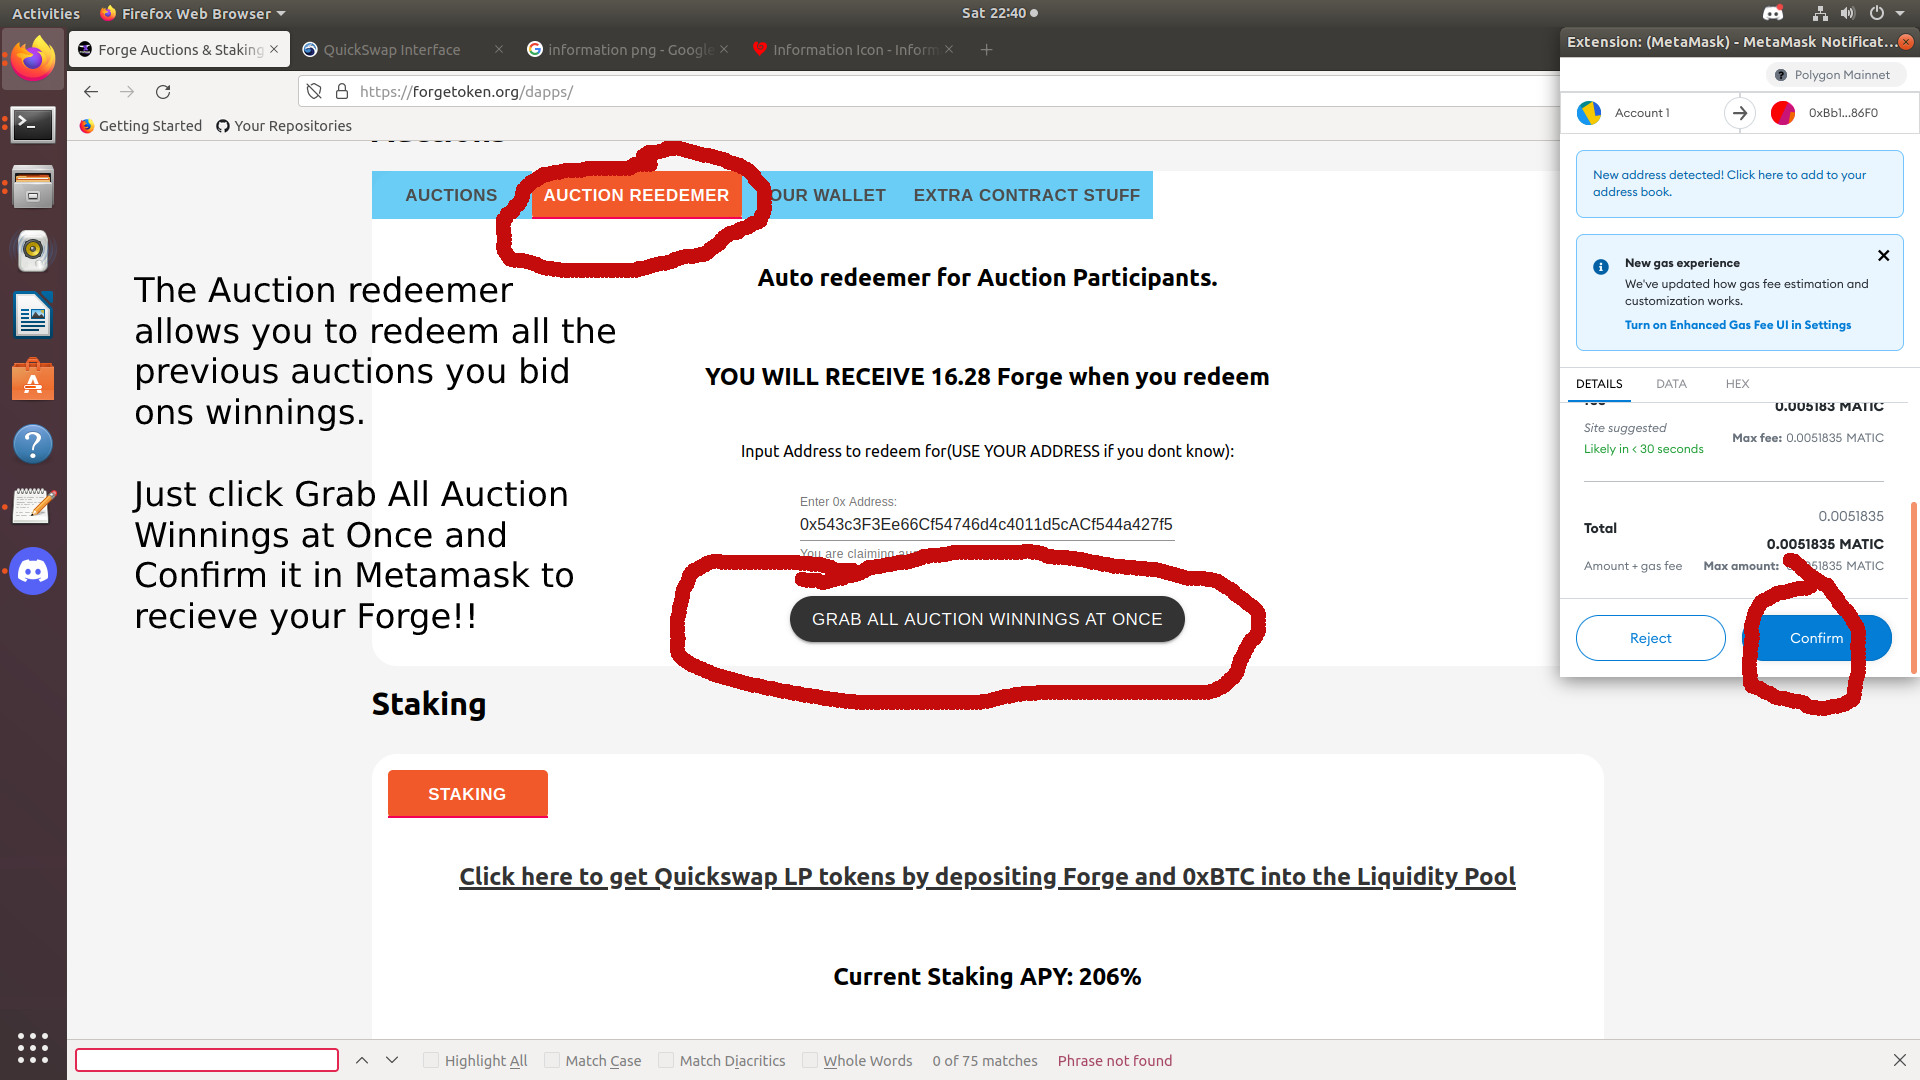 Activities
Firefox Web Browser
Sat 22:40
Forge Auctions & Staking
QuickSwap Interface
information png - Google
Information Icon - Inform
Extension: (MetaMask) - MetaMask Notificat...
https://forgetoken.org/dapps/
Getting Started
Your Repositories
AUCTIONS
AUCTION REEDEMER
OUR WALLET
EXTRA CONTRACT STUFF
Auto redeemer for Auction Participants.
YOU WILL RECEIVE 16.28 Forge when you redeem
Input Address to redeem for(USE YOUR ADDRESS if you dont know):
Enter 0x Address:
0x543c3F3Ee66Cf54746d4c4011d5cACf544a427f5
You are claiming
GRAB ALL AUCTION WINNINGS AT ONCE
The Auction redeemer
allows you to redeem all the
previous auctions you bid
ons winnings.
Just click Grab All Auction
Winnings at Once and
Confirm it in Metamask to
recieve your Forge!!
Staking
STAKING
Click here to get Quickswap LP tokens by depositing Forge and 0xBTC into the Liquidity Pool
Current Staking APY: 206%
Polygon Mainnet
Account 1
0xBb1...86F0
New address detected! Click here to add to your
address book.
New gas experience
We've updated how gas fee estimation and
customization works.
Turn on Enhanced Gas Fee UI in Settings
DETAILS
DATA
HEX
0.005183 MATIC
Site suggested
Max fee: 0.0051835 MATIC
Likely in < 30 seconds
0.0051835
Total
0.0051835 MATIC
Amount + gas fee
Max amount: 0051835 MATIC
Reject
Confirm
Highlight All
Match Case
Match Diacritics
Whole Words
0 of 75 matches
Phrase not found